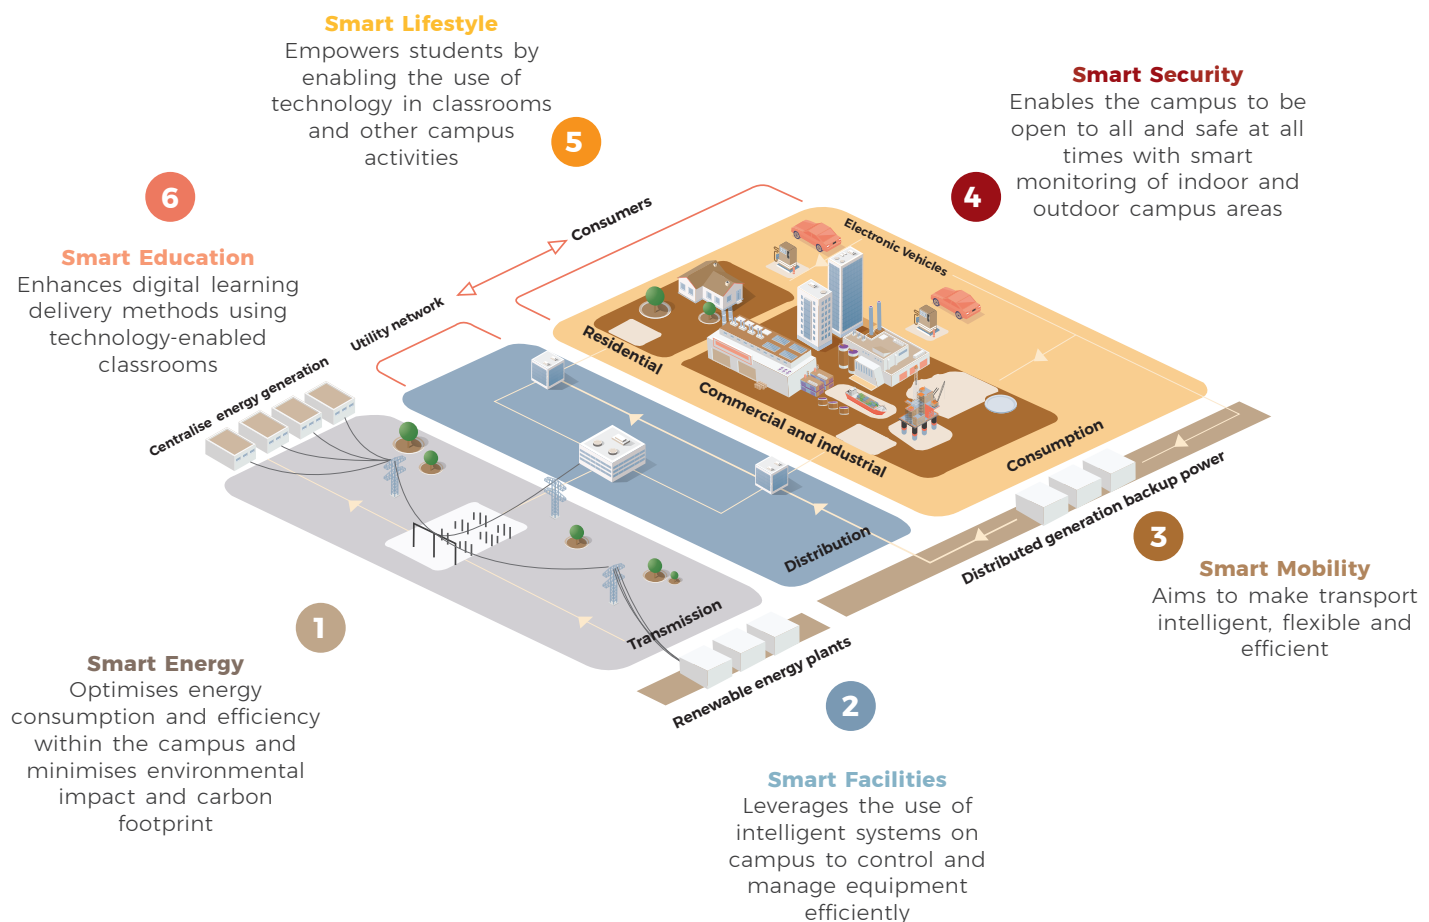 Smart Lifestyle
Empowers students by
enabling the use of
technology in classrooms
and other campus
activities
5
Smart Security
Enables the campus to be
open to all and safe at all
times with smart
monitoring of indoor and
outdoor campus areas
4
6
Smart Education
Enhances digital learning
delivery methods using
technology-enabled
classrooms
Consumers
Utility network
Centralise energy generation
Electronic Vehicles
Residential
Commercial and industrial
Consumption
Distribution
Transmission
Distributed generation backup power
Renewable energy plants
3
Smart Mobility
Aims to make transport
intelligent, flexible and
efficient
1
Smart Energy
Optimises energy
consumption and efficiency
within the campus and
minimises environmental
impact and carbon
footprint
2
Smart Facilities
Leverages the use of
intelligent systems on
campus to control and
manage equipment
efficiently